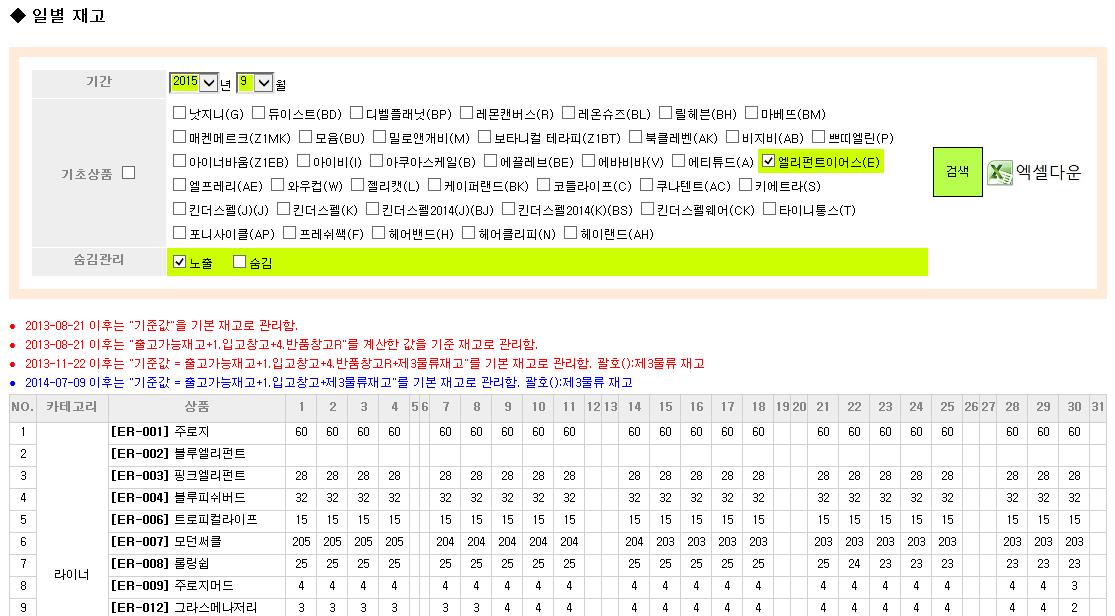 ◆ 일별 재고
기간 2015 년 9 월
낫지니(G) 듀이스트(BD) 디벨플래넛(BP) 레몬캔버스(R) 레온슈즈(BL) 릴헤븐(BH) 마베뜨(BM)
매켄메르크(Z1MK) 모윰(BU) 밀로앤개비(M) 보타니컬 테라피(Z1BT) 북클레벤(AK) 비지비(AB) 쁘띠엘린(P)
아이너바움(Z1EB) 아이비(I) 아쿠아스케일(B) 에끌레브(BE) 에바비바(V) 에티튜드(A) 엘리펀트이어스(E)
기초상품 검색 엑셀다운
엘프레리(AE) 와우컵(W) 젤리캣(L) 케이퍼랜드(BK) 코들라이프(C) 쿠나텐트(AC) 키에트라(S)
킨더스펠(J)(J) 킨더스펠(K) 킨더스펠2014(J)(BJ) 킨더스펠2014(K)(BS) 킨더스펠웨어(CK) 타이니통스(T)
포니사이클(AP) 프레쉬쨱(F) 헤어밴드(H) 헤어클리피(N) 헤이랜드(AH)
숨김관리 노출 숨김
● 2013-08-21 이후는 "기준값"을 기본 재고로 관리함.
● 2013-08-21 이후는 "출고가능재고+1.입고창고+4.반품창고R"를 계산한 값을 기준 재고로 관리함.
● 2013-11-22 이후는 "기준값 = 출고가능재고+1.입고창고+4.반품창고R+제3물류재고"를 기본 재고로 관리함. 괄호():제3물류 재고
● 2014-07-09 이후는 "기준값 = 출고가능재고+1.입고창고+제3물류재고"를 기본 재고로 관리함. 괄호():제3물류 재고
NO. 카테고리 상품 1 2 3 4 5 6 7 8 9 10 11 12 13 14 15 16 17 18 19 20 21 22 23 24 25 26 27 28 29 30 31
1 [ER-001] 주로지 60 60 60 60 60 60 60 60 60 60 60 60 60 60 60 60 60 60 60 60 60 60
2 [ER-002] 블루엘리펀트
3 [ER-003] 핑크엘리펀트 28 28 28 28 28 28 28 28 28 28 28 28 28 28 28 28 28 28 28 28 28 28
4 [ER-004] 블루피쉬버드 32 32 32 32 32 32 32 32 32 32 32 32 32 32 32 32 32 32 32 32 32 32
5 [ER-006] 트로피컬라이프 15 15 15 15 15 15 15 15 15 15 15 15 15 15 15 15 15 15 15 15 15 15
6 [ER-007] 모던써클 205 205 205 205 204 204 204 204 204 204 203 203 203 203 203 203 203 203 203 203 203 203
7 [ER-008] 롤링쉽 25 25 25 25 25 25 25 25 25 25 25 25 25 25 25 24 23 23 23 23 23 23
라이너
8 [ER-009] 주로지머드 4 4 4 4 4 4 4 4 4 4 4 4 4 4 4 4 4 4 4 4 4 3
9 [ER-012] 그라스메나저리 3 3 3 3 3 3 4 4 4 4 4 4 4 4 4 4 4 4 4 4 4 2